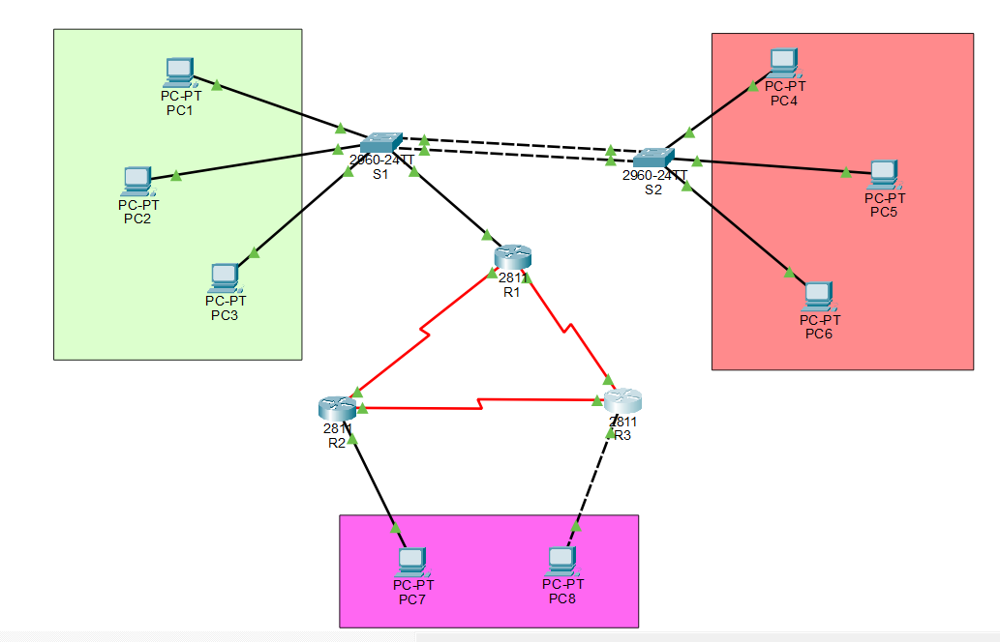 PC-PT
PC1
PC-PT
PC2
PC-PT
PC3
2960-24TT
S1
2960-24TT
S2
PC-PT
PC4
PC-PT
PC5
PC-PT
PC6
2811
R1
2811
R2
2811
R3
PC-PT
PC7
PC-PT
PC8